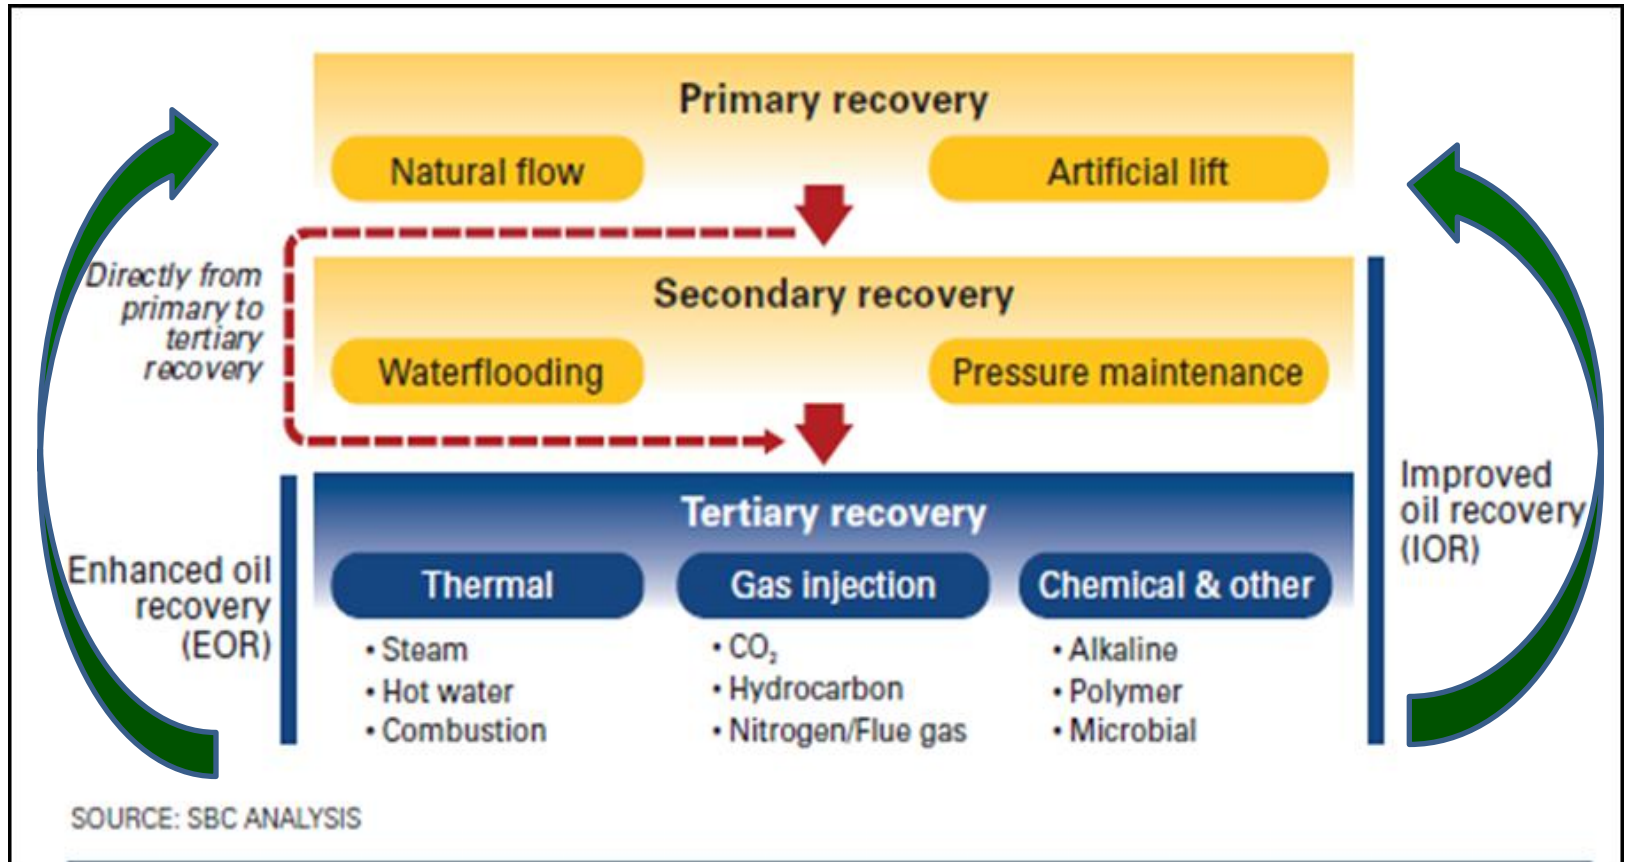 Primary recovery
Natural flow
Artificial lift
Directly from
primary to
tertiary
recovery
Secondary recovery
Waterflooding
Pressure maintenance
Improved
oil recovery
(IOR)
Tertiary recovery
Enhanced oil
recovery
(EOR)
Thermal
• Steam
• Hot water
• Combustion
Gas injection
• CO₂
• Hydrocarbon
• Nitrogen/Flue gas
Chemical & other
• Alkaline
• Polymer
• Microbial
SOURCE: SBC ANALYSIS